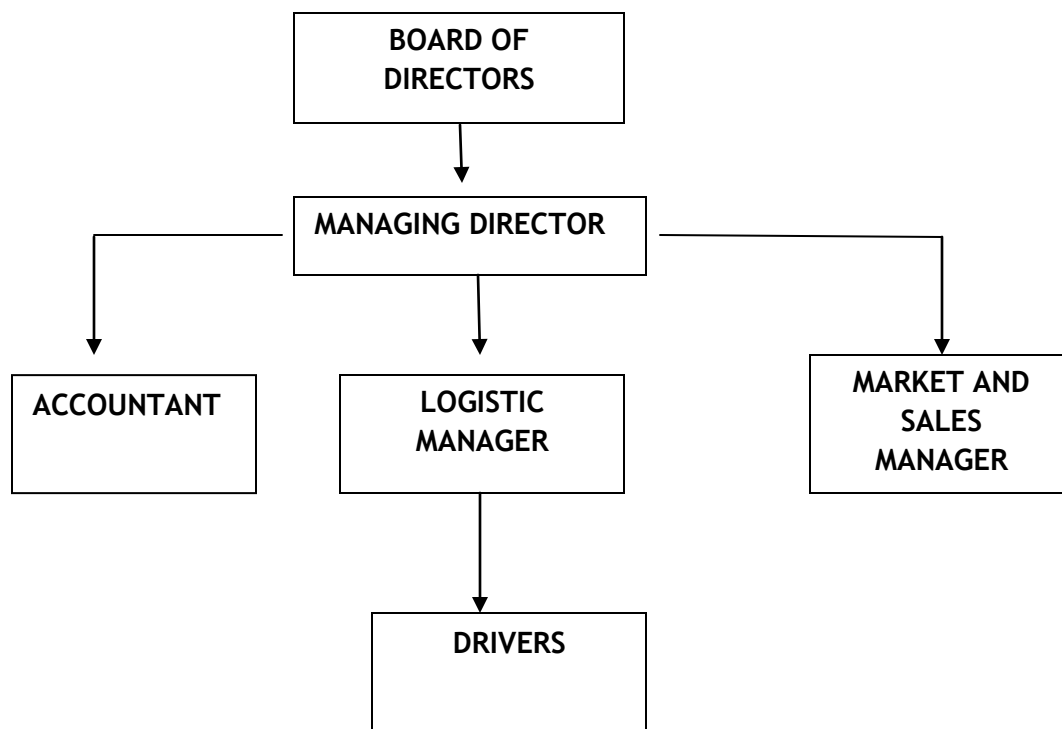 BOARD OF
DIRECTORS
MANAGING DIRECTOR
ACCOUNTANT
LOGISTIC
MANAGER
MARKET AND
SALES
MANAGER
DRIVERS